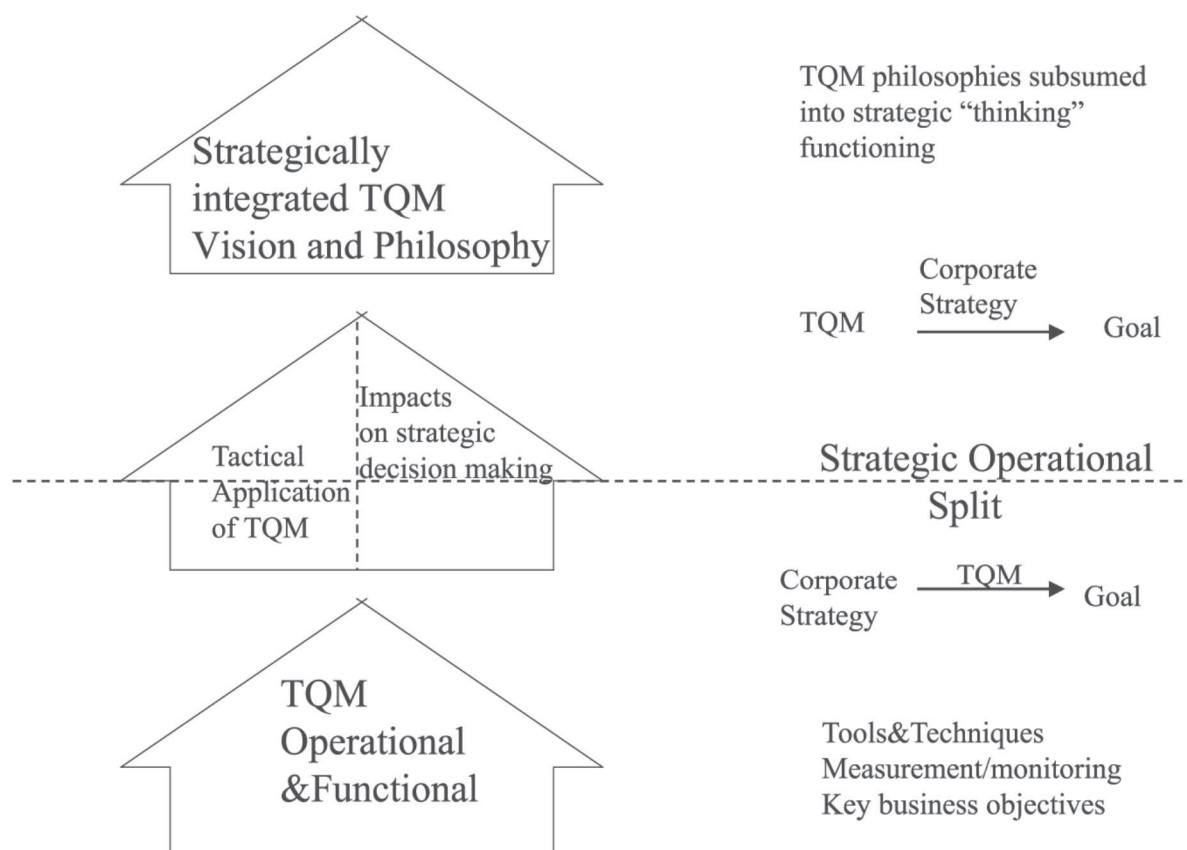 Strategically
integrated TQM
Vision and Philosophy
TQM philosophies subsumed
into strategic “thinking”
functioning
Corporate
Strategy
TQM
Goal
Impacts
on strategic
decision making
Tactical
Application
of TQM
Strategic Operational
Split
Corporate
Strategy
TQM
Goal
TQM
Operational
&Functional
Tools&Techniques
Measurement/monitoring
Key business objectives